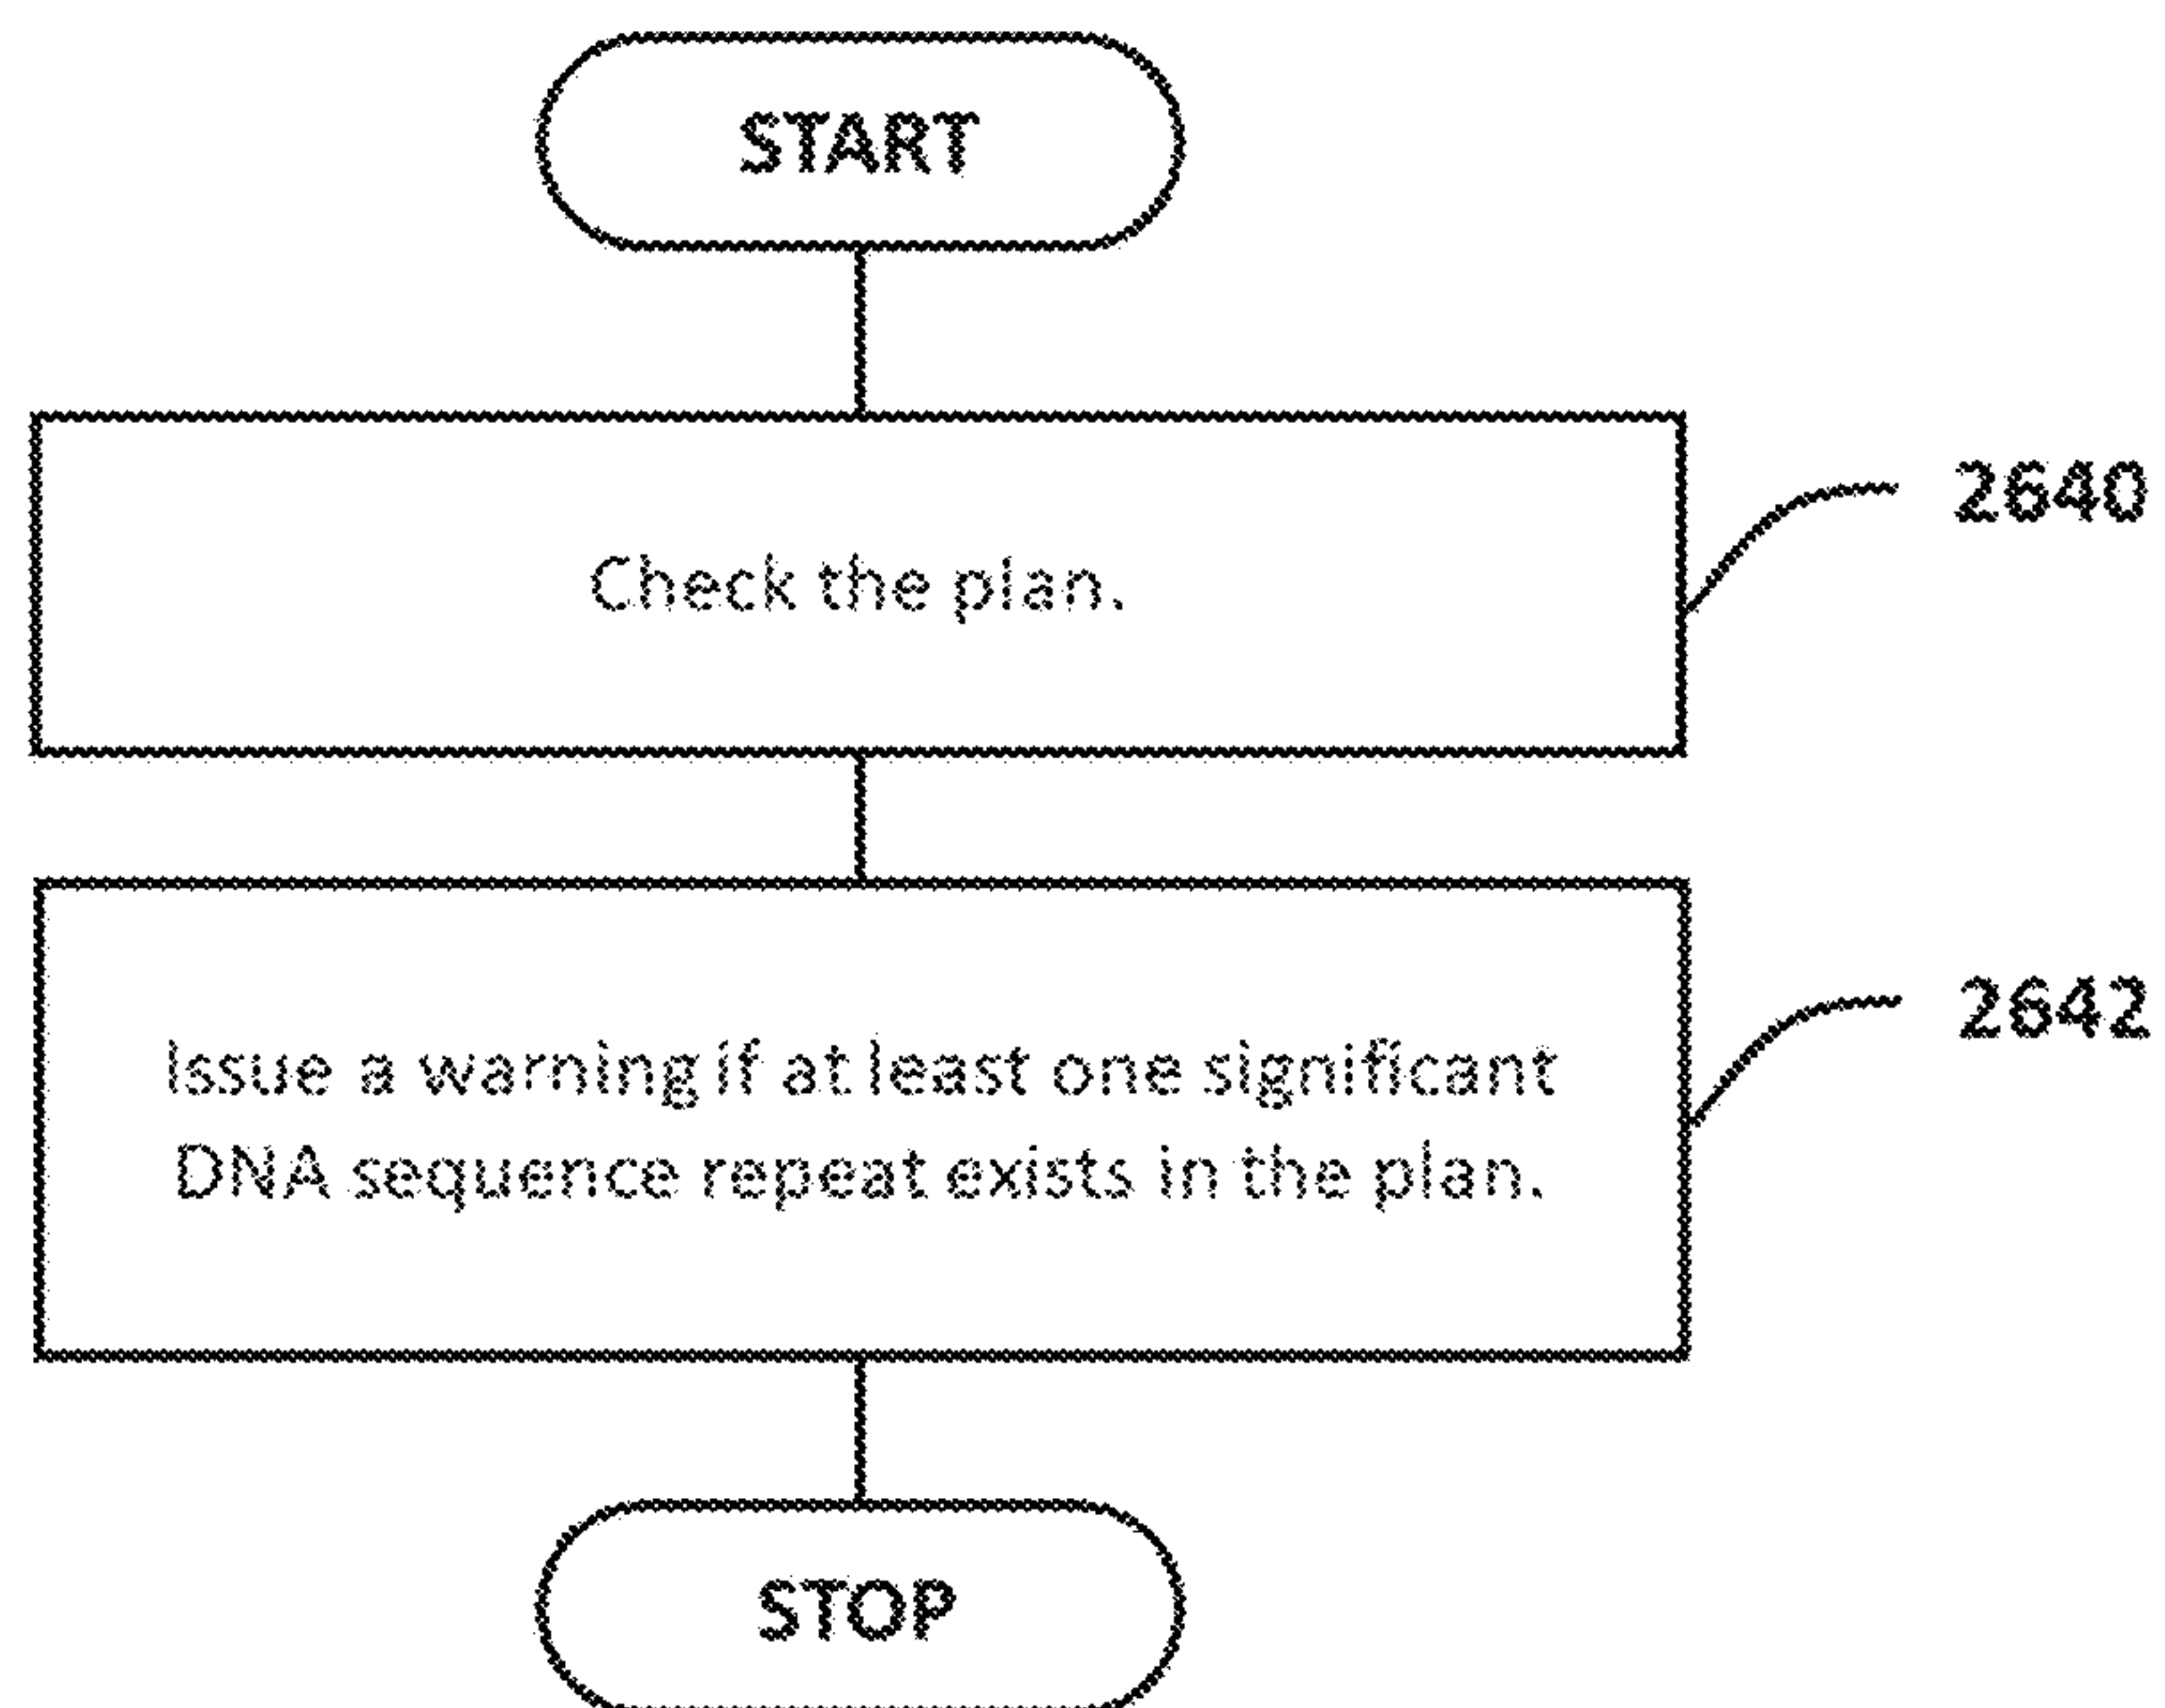 START
Check the plan.
2640
Issue a warning if at least one significant
DNA sequence repeat exists in the plan.
2642
STOP